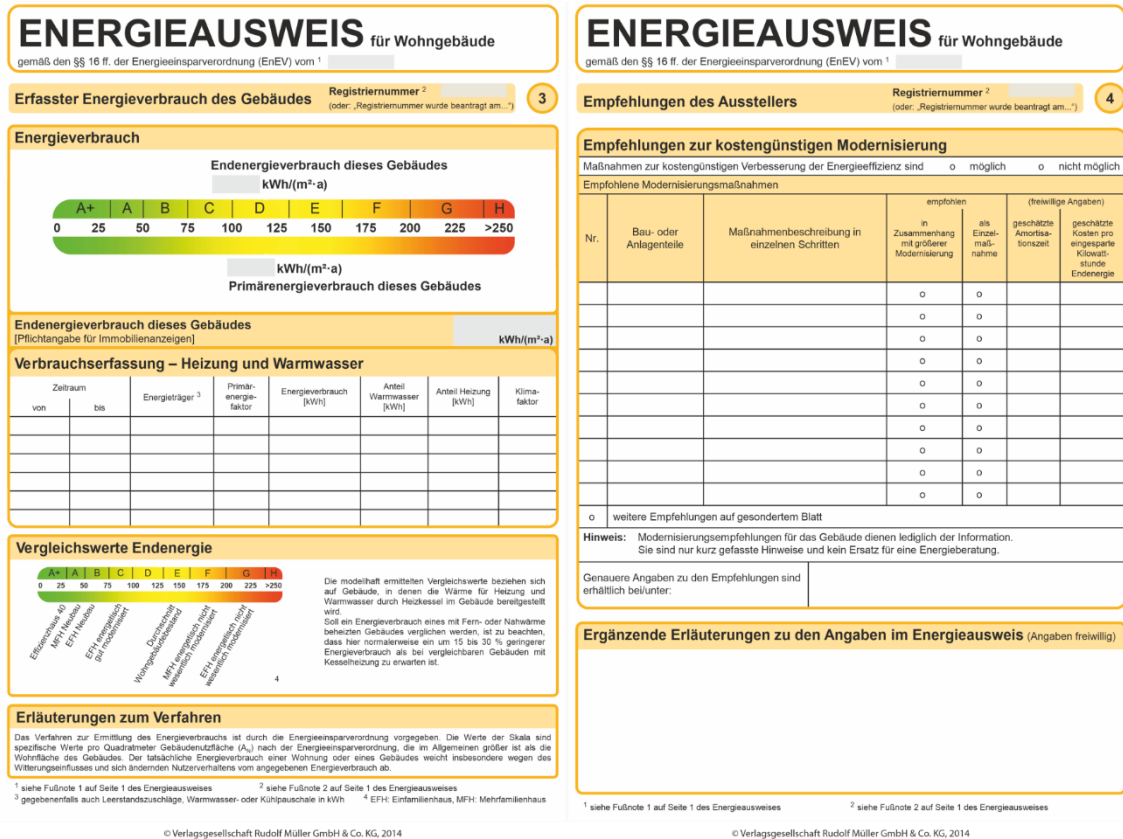 ENERGIEAUSWEIS für Wohngebäude
gemäß den §§ 16 ff. der Energieeinsparverordnung (EnEV) vom ¹
Erfasster Energieverbrauch des Gebäudes
Registriernummer ²
(oder: „Registriernummer wurde beantragt am...")
3
Energieverbrauch
Endenergieverbrauch dieses Gebäudes
kWh/(m²·a)
A+ A B C D E F G H
0 25 50 75 100 125 150 175 200 225 >250
kWh/(m²·a)
Primärenergieverbrauch dieses Gebäudes
Endenergieverbrauch dieses Gebäudes
[Pflichtangabe für Immobilienanzeigen]
kWh/(m²·a)
Verbrauchserfassung – Heizung und Warmwasser
Zeitraum
von bis
Energieträger ³
Primär-
energie-
faktor
Energieverbrauch
[kWh]
Anteil
Warmwasser
[kWh]
Anteil Heizung
[kWh]
Klima-
faktor
Vergleichswerte Endenergie
A+ A B C D E F G H
0 25 50 75 100 125 150 175 200 225 >250
Effizienzhaus 40
MFH Neubau
EFH Neubau
EFH energetisch
gut modernisiert
Durchschnitt
Wohngebäudebestand
MFH energetisch nicht
wesentlich modernisiert
EFH energetisch nicht
wesentlich modernisiert
4
Die modellhaft ermittelten Vergleichswerte beziehen sich
auf Gebäude, in denen die Wärme für Heizung und
Warmwasser durch Heizkessel im Gebäude bereitgestellt
wird.
Soll ein Energieverbrauch eines mit Fern- oder Nahwärme
beheizten Gebäudes verglichen werden, ist zu beachten,
dass hier normalerweise ein um 15 bis 30 % geringerer
Energieverbrauch als bei vergleichbaren Gebäuden mit
Kesselheizung zu erwarten ist.
Erläuterungen zum Verfahren
Das Verfahren zur Ermittlung des Energieverbrauchs ist durch die Energieeinsparverordnung vorgegeben. Die Werte der Skala sind
spezifische Werte pro Quadratmeter Gebäudenutzfläche (A_N) nach der Energieeinsparverordnung, die im Allgemeinen größer ist als die
Wohnfläche des Gebäudes. Der tatsächliche Energieverbrauch einer Wohnung oder eines Gebäudes weicht insbesondere wegen des
Witterungseinflusses und sich ändernden Nutzerverhaltens vom angegebenen Energieverbrauch ab.
¹ siehe Fußnote 1 auf Seite 1 des Energieausweises ² siehe Fußnote 2 auf Seite 1 des Energieausweises
³ gegebenenfalls auch Leerstandszuschläge, Warmwasser- oder Kühlpauschale in kWh ⁴ EFH: Einfamilienhaus, MFH: Mehrfamilienhaus
© Verlagsgesellschaft Rudolf Müller GmbH & Co. KG, 2014
ENERGIEAUSWEIS für Wohngebäude
gemäß den §§ 16 ff. der Energieeinsparverordnung (EnEV) vom ¹
Empfehlungen des Ausstellers
Registriernummer ²
(oder: „Registriernummer wurde beantragt am...")
4
Empfehlungen zur kostengünstigen Modernisierung
Maßnahmen zur kostengünstigen Verbesserung der Energieeffizienz sind o möglich o nicht möglich
Empfohlene Modernisierungsmaßnahmen
Nr.
Bau- oder
Anlagenteile
Maßnahmenbeschreibung in
einzelnen Schritten
empfohlen
in
Zusammenhang
mit größerer
Modernisierung
als
Einzel-
maß-
nahme
(freiwillige Angaben)
geschätzte
Amortisa-
tionszeit
geschätzte
Kosten pro
eingesparte
Kilowatt-
stunde
Endenergie
o o
o o
o o
o o
o o
o o
o o
o o
o o
o o
o weitere Empfehlungen auf gesondertem Blatt
Hinweis: Modernisierungsempfehlungen für das Gebäude dienen lediglich der Information.
Sie sind nur kurz gefasste Hinweise und kein Ersatz für eine Energieberatung.
Genauere Angaben zu den Empfehlungen sind
erhältlich bei/unter:
Ergänzende Erläuterungen zu den Angaben im Energieausweis (Angaben freiwillig)
¹ siehe Fußnote 1 auf Seite 1 des Energieausweises ² siehe Fußnote 2 auf Seite 1 des Energieausweises
© Verlagsgesellschaft Rudolf Müller GmbH & Co. KG, 2014